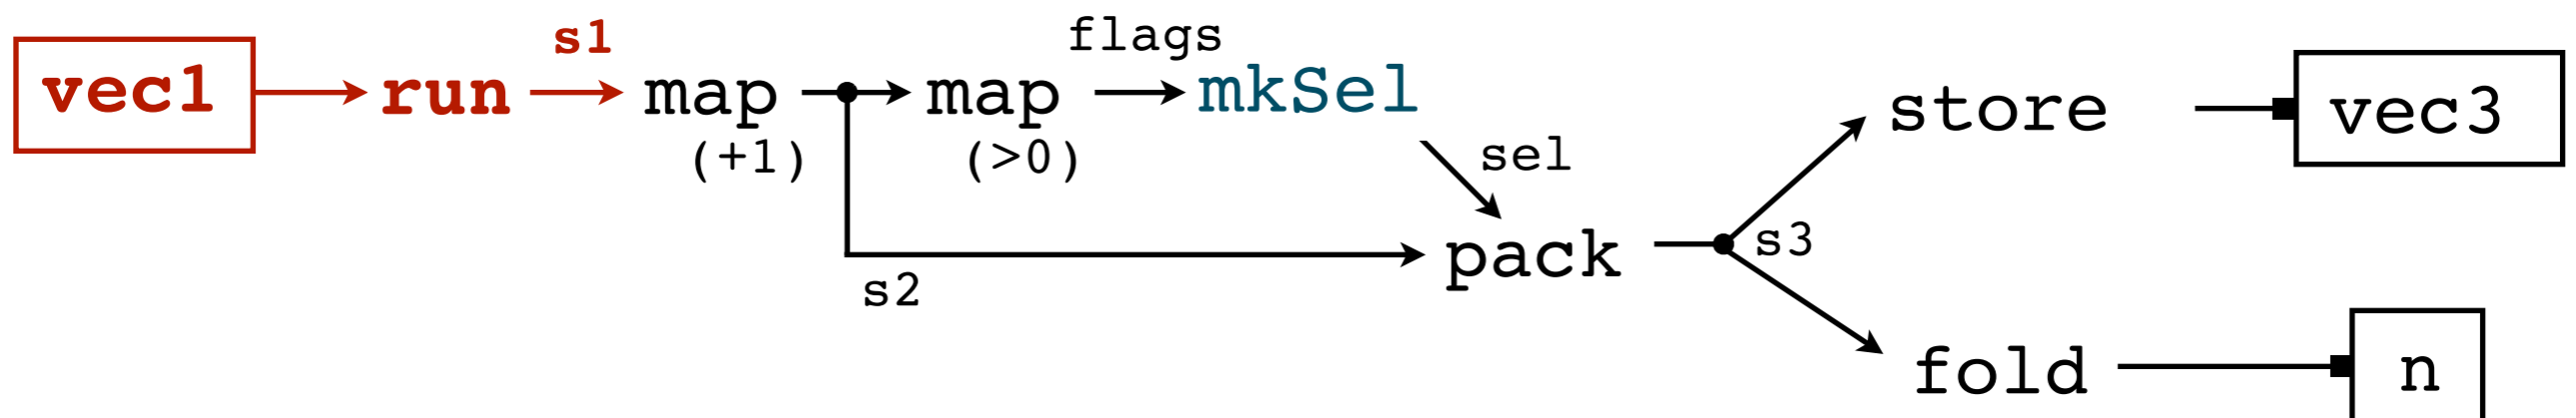 s1
flags
vec1 run map map mkSel
store vec3
(+1) (>0)
sel
pack s3
s2
fold n